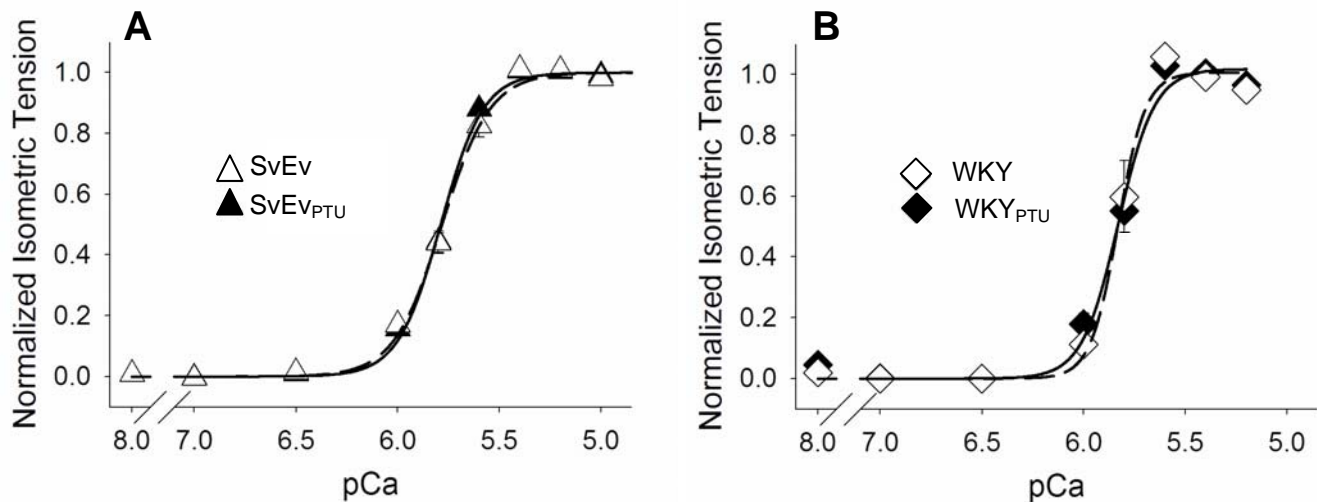 A
Normalized Isometric Tension
1.0
0.8
0.6
0.4
0.2
0.0
SvEv
SvEvPTU
8.0 7.0 6.5 6.0 5.5 5.0
pCa
B
Normalized Isometric Tension
1.0
0.8
0.6
0.4
0.2
0.0
WKY
WKYPTU
8.0 7.0 6.5 6.0 5.5 5.0
pCa